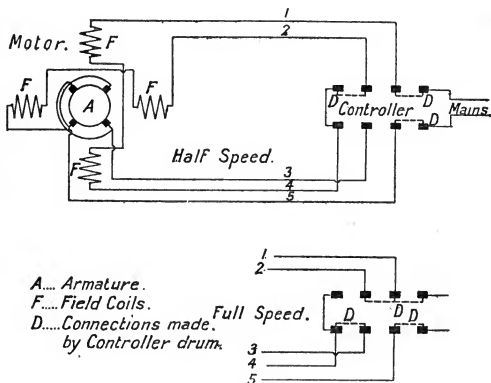 1
2
Motor. F
F
F
A
F
D
D
Controller
D
Mains.
Half Speed.
3
4
5
1
2
A.... Armature.
F.....Field Coils.
D.....Connections made
by Controller drum.
Full Speed.
D
D
D
3
4
5